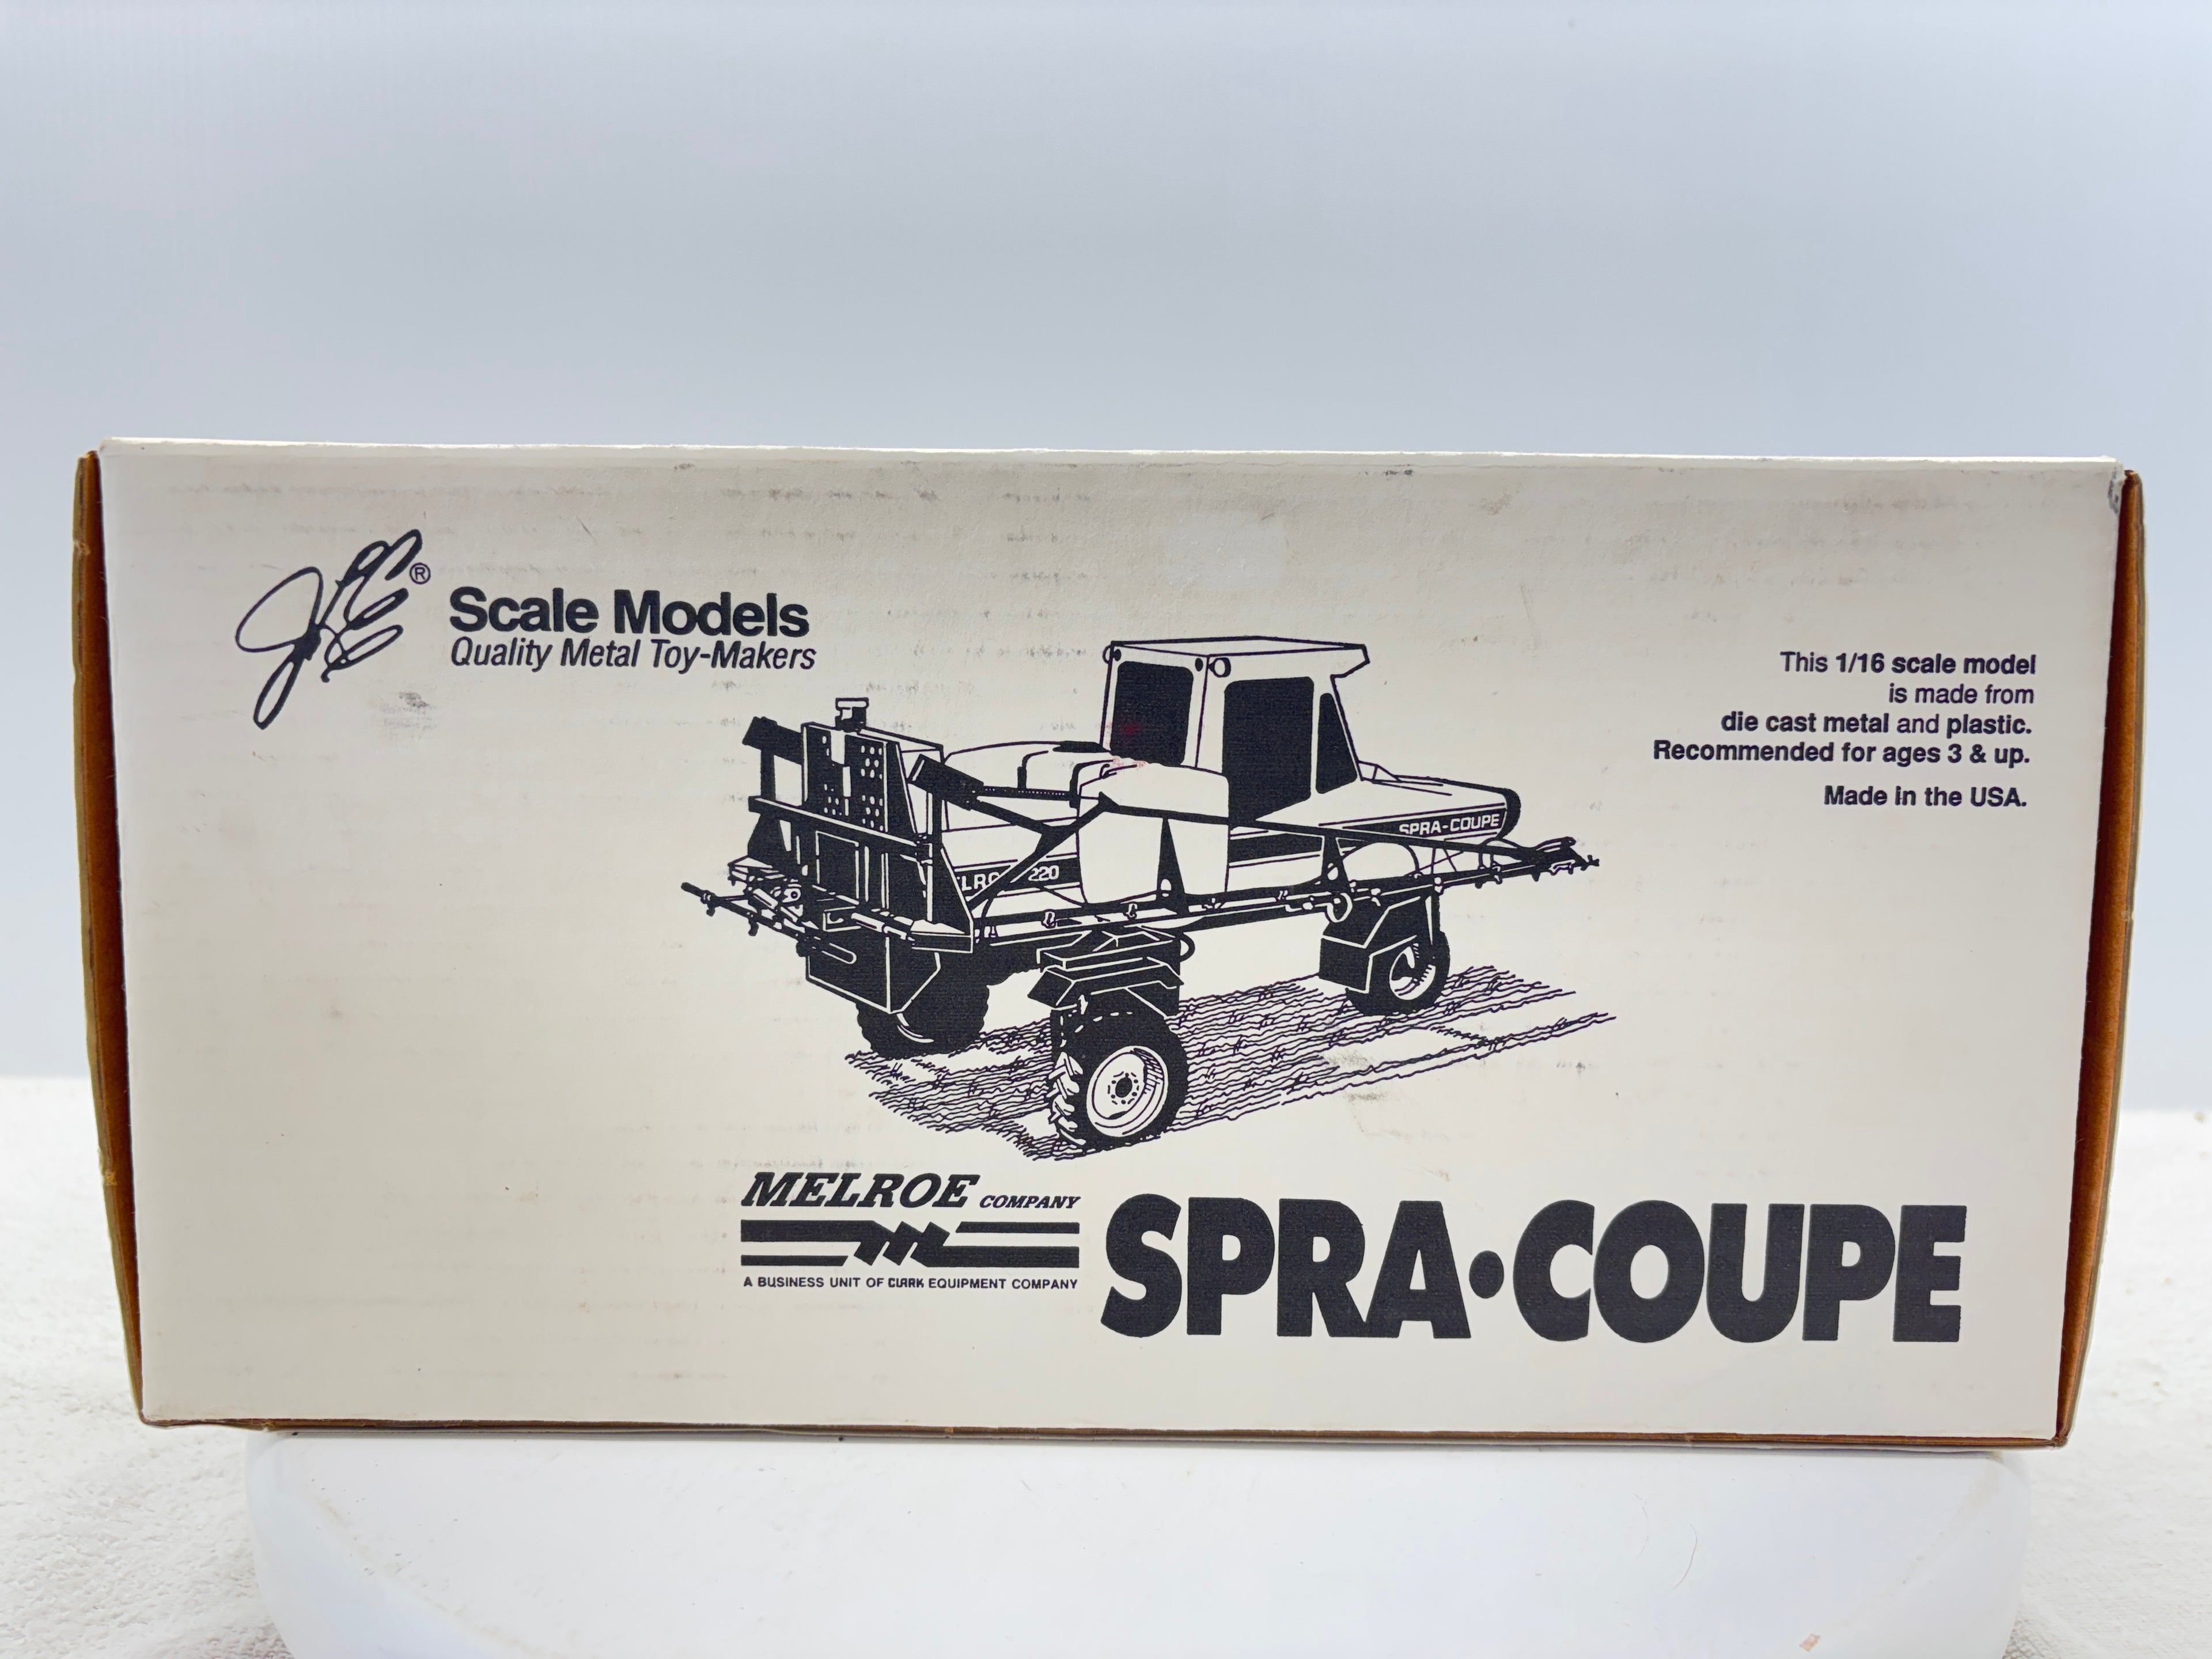 JLE®
Scale Models
Quality Metal Toy-Makers
This 1/16 scale model
is made from
die cast metal and plastic.
Recommended for ages 3 & up.
Made in the USA.
SPRA-COUPE
220
MELROE COMPANY
A BUSINESS UNIT OF CLARK EQUIPMENT COMPANY
SPRA•COUPE